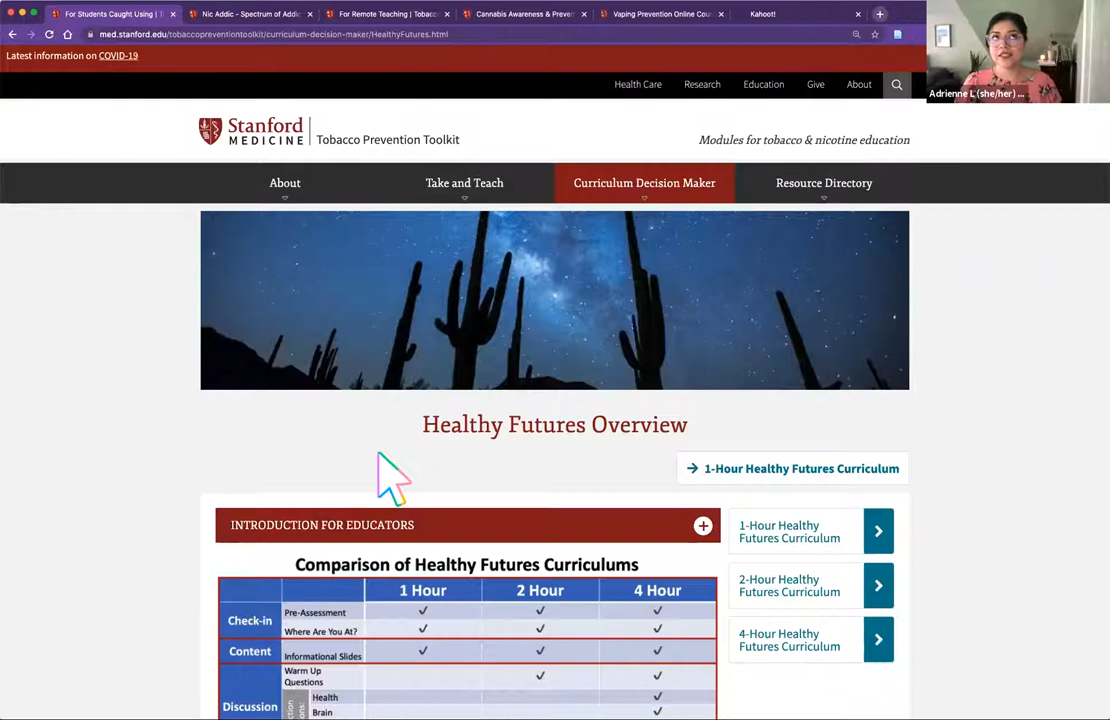 For Students Caught Using | T
Nic Addic - Spectrum of Addic
For Remote Teaching | Tobacc
Cannabis Awareness & Preven
Vaping Prevention Online Cour
Kahoot!
med.stanford.edu/tobaccopreventiontoolkit/curriculum-decision-maker/HealthyFutures.html
Latest information on COVID-19
Health Care
Research
Education
Give
About
Adrienne L (she/her) ...
Stanford
MEDICINE
Tobacco Prevention Toolkit
Modules for tobacco & nicotine education
About
Take and Teach
Curriculum Decision Maker
Resource Directory
Healthy Futures Overview
→ 1-Hour Healthy Futures Curriculum
INTRODUCTION FOR EDUCATORS
1-Hour Healthy
Futures Curriculum
2-Hour Healthy
Futures Curriculum
4-Hour Healthy
Futures Curriculum
Comparison of Healthy Futures Curriculums
1 Hour 2 Hour 4 Hour
Check-in
Pre-Assessment ✓ ✓ ✓
Where Are You At? ✓ ✓ ✓
Content
Informational Slides ✓ ✓ ✓
Warm Up
Questions ✓ ✓
Discussion
Health ✓
Brain ✓